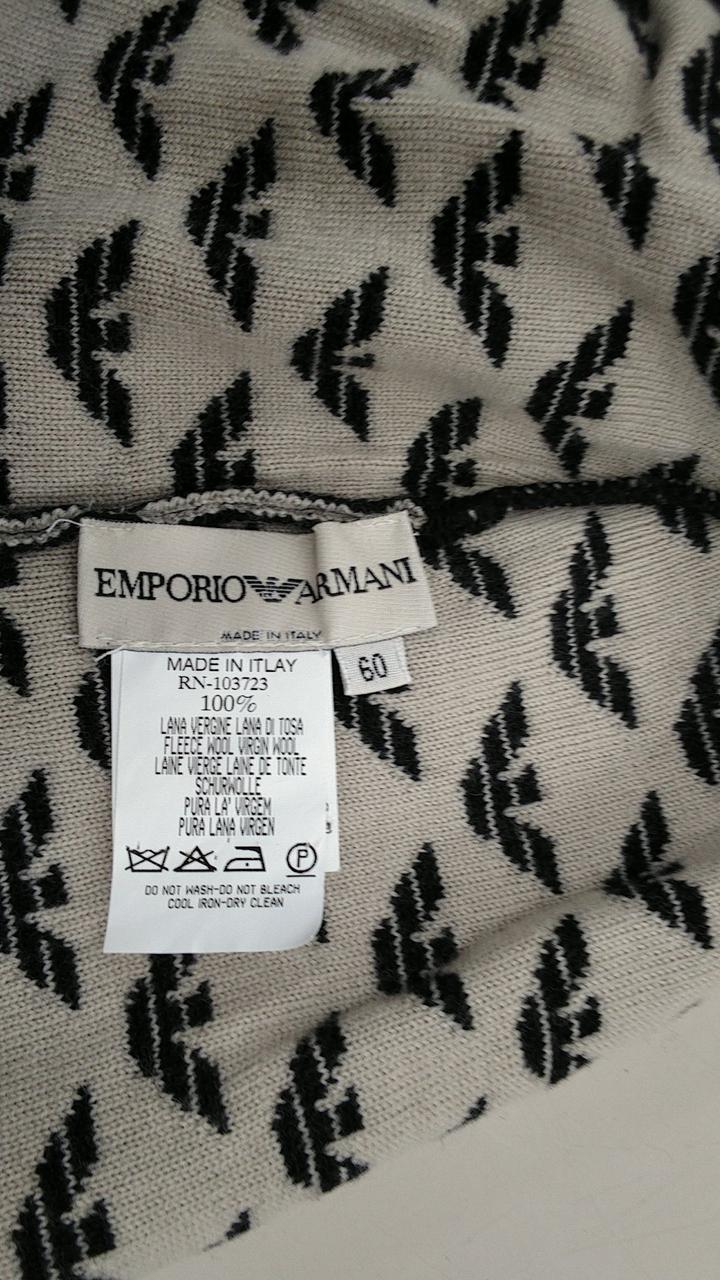 EMPORIO ARMANI
MADE IN ITALY
60
MADE IN ITLAY
RN-103723
100%
LANA VERGINE LANA DI TOSA
FLEECE WOOL VIRGIN WOOL
LAINE VIERGE LAINE DE TONTE
SCHURWOLLE
PURA LA' VIRGEM
PURA LANA VIRGEN
P
DO NOT WASH-DO NOT BLEACH
COOL IRON-DRY CLEAN